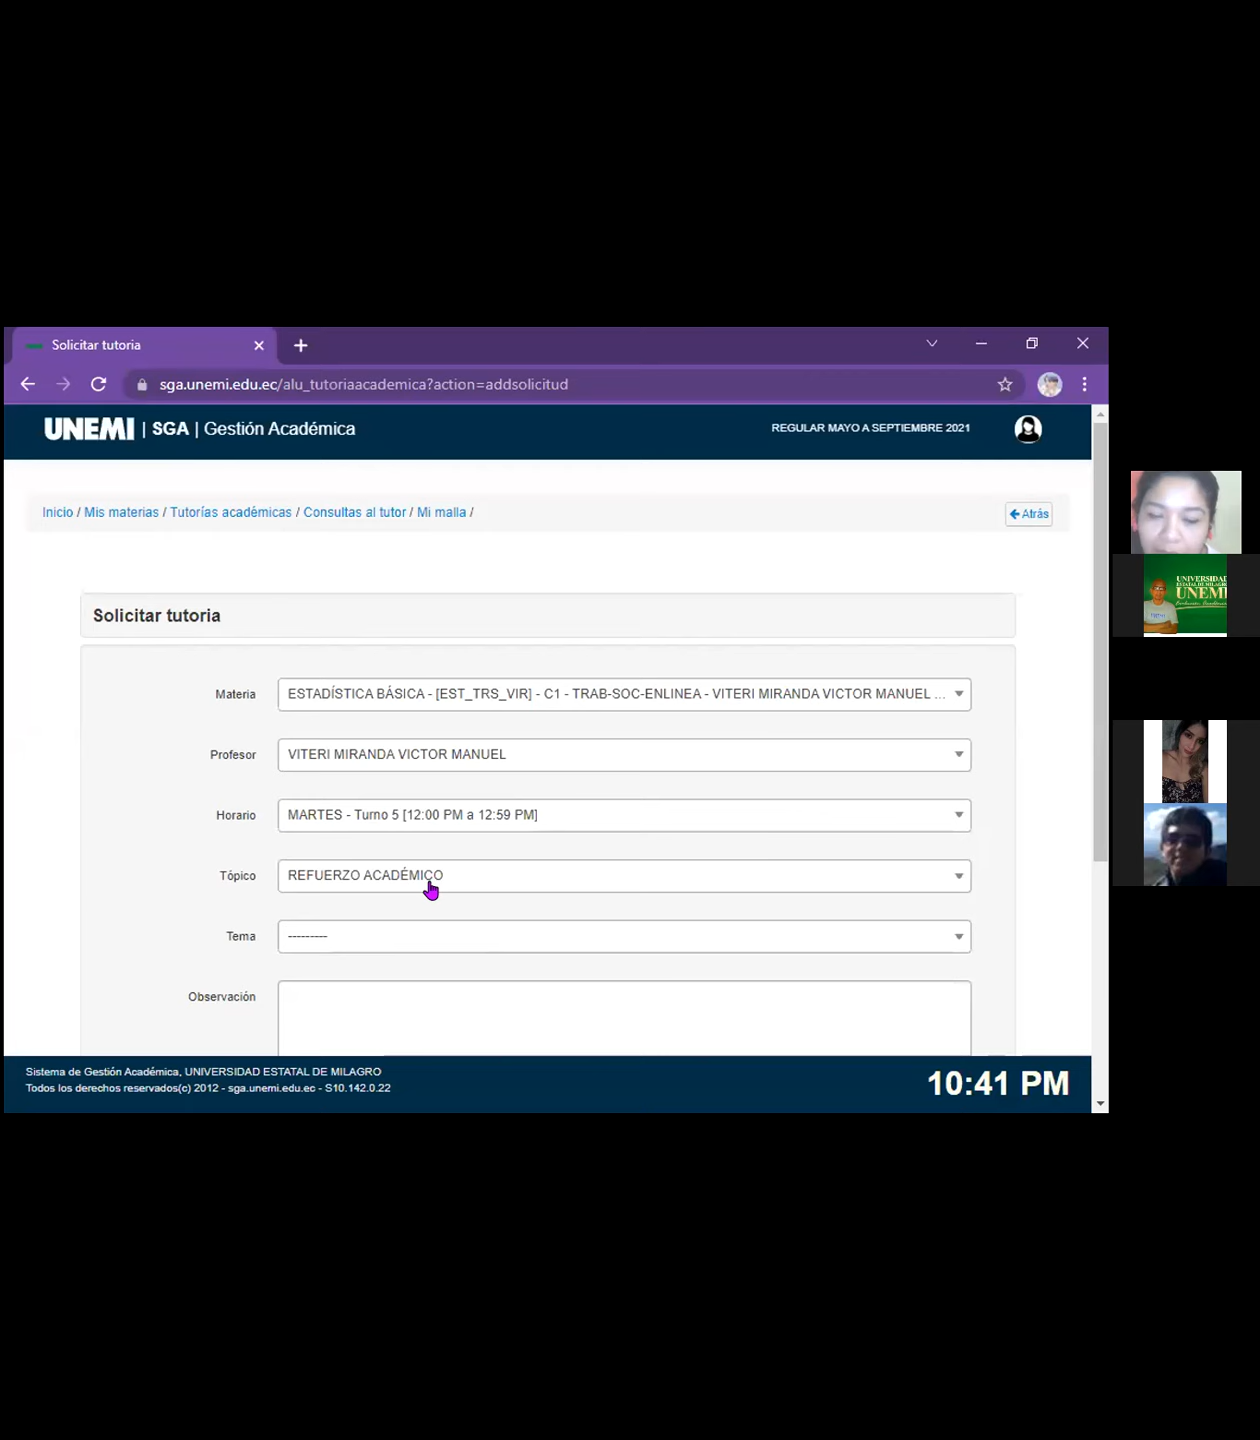 Solicitar tutoria
sga.unemi.edu.ec/alu_tutoriaacademica?action=addsolicitud
UNEMI | SGA | Gestión Académica
REGULAR MAYO A SEPTIEMBRE 2021
Inicio / Mis materias / Tutorías académicas / Consultas al tutor / Mi malla /
Atrás
Solicitar tutoria
Materia
ESTADÍSTICA BÁSICA - [EST_TRS_VIR] - C1 - TRAB-SOC-ENLINEA - VITERI MIRANDA VICTOR MANUEL ...
Profesor
VITERI MIRANDA VICTOR MANUEL
Horario
MARTES - Turno 5 [12:00 PM a 12:59 PM]
Tópico
REFUERZO ACADÉMICO
Tema
---------
Observación
Sistema de Gestión Académica, UNIVERSIDAD ESTATAL DE MILAGRO
Todos los derechos reservados(c) 2012 - sga.unemi.edu.ec - S10.142.0.22
10:41 PM
UNIVERSIDAD
ESTATAL DE MILAGRO
UNEMI